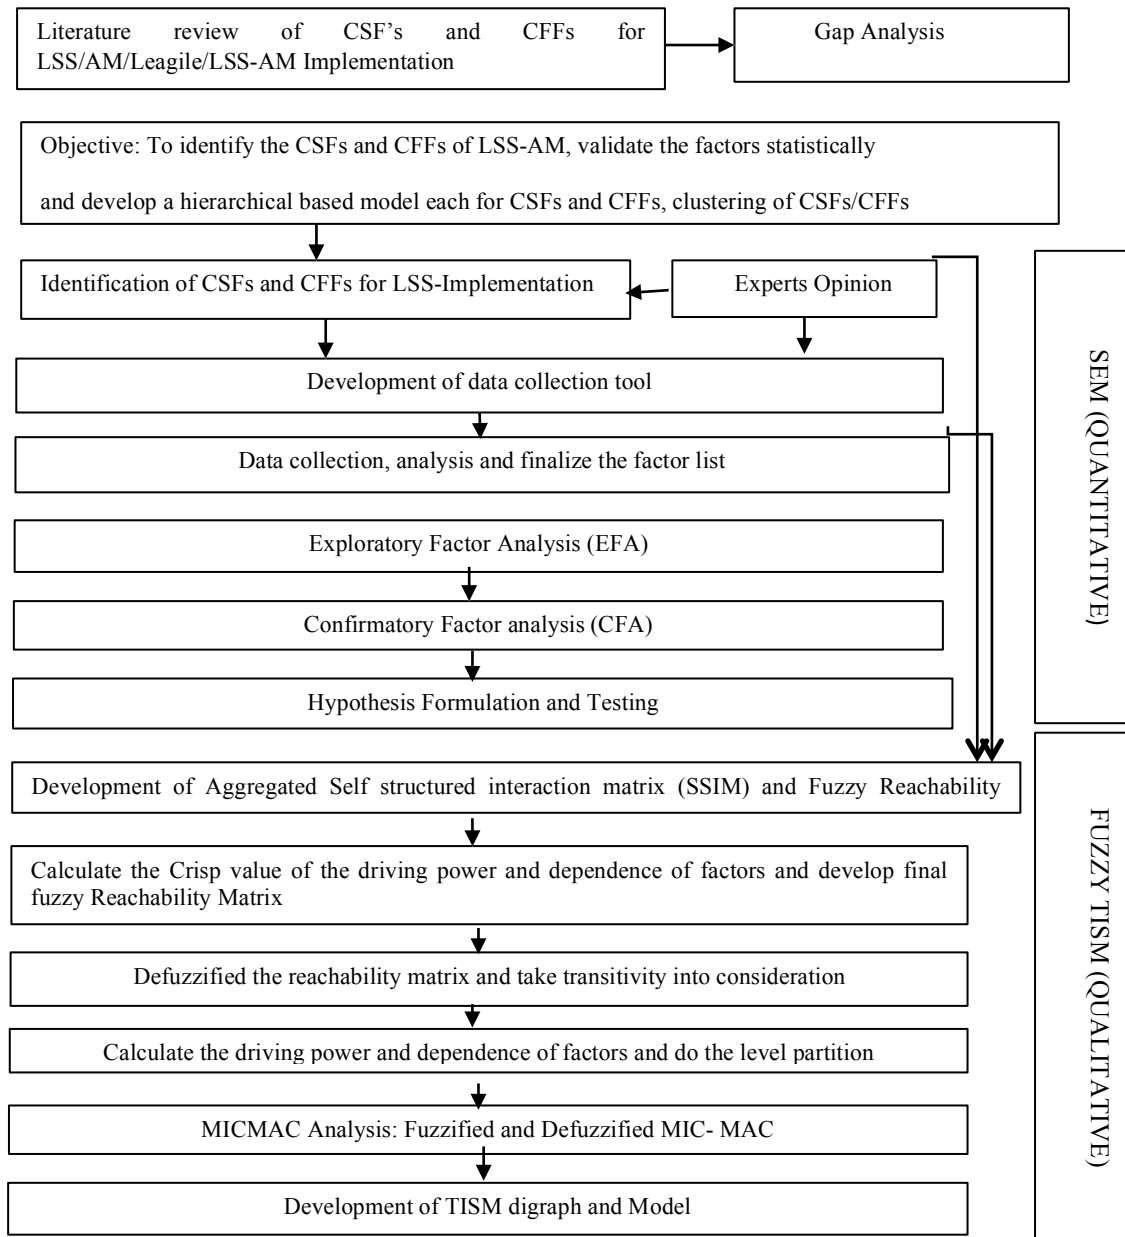 Literature review of CSF's and CFFs for
LSS/AM/Leagile/LSS-AM Implementation
Gap Analysis
Objective: To identify the CSFs and CFFs of LSS-AM, validate the factors statistically
and develop a hierarchical based model each for CSFs and CFFs, clustering of CSFs/CFFs
Identification of CSFs and CFFs for LSS-Implementation
Experts Opinion
Development of data collection tool
Data collection, analysis and finalize the factor list
Exploratory Factor Analysis (EFA)
Confirmatory Factor analysis (CFA)
Hypothesis Formulation and Testing
SEM (QUANTITATIVE)
Development of Aggregated Self structured interaction matrix (SSIM) and Fuzzy Reachability
Calculate the Crisp value of the driving power and dependence of factors and develop final
fuzzy Reachability Matrix
Defuzzified the reachability matrix and take transitivity into consideration
Calculate the driving power and dependence of factors and do the level partition
MICMAC Analysis: Fuzzified and Defuzzified MIC- MAC
Development of TISM digraph and Model
FUZZY TISM (QUALITATIVE)